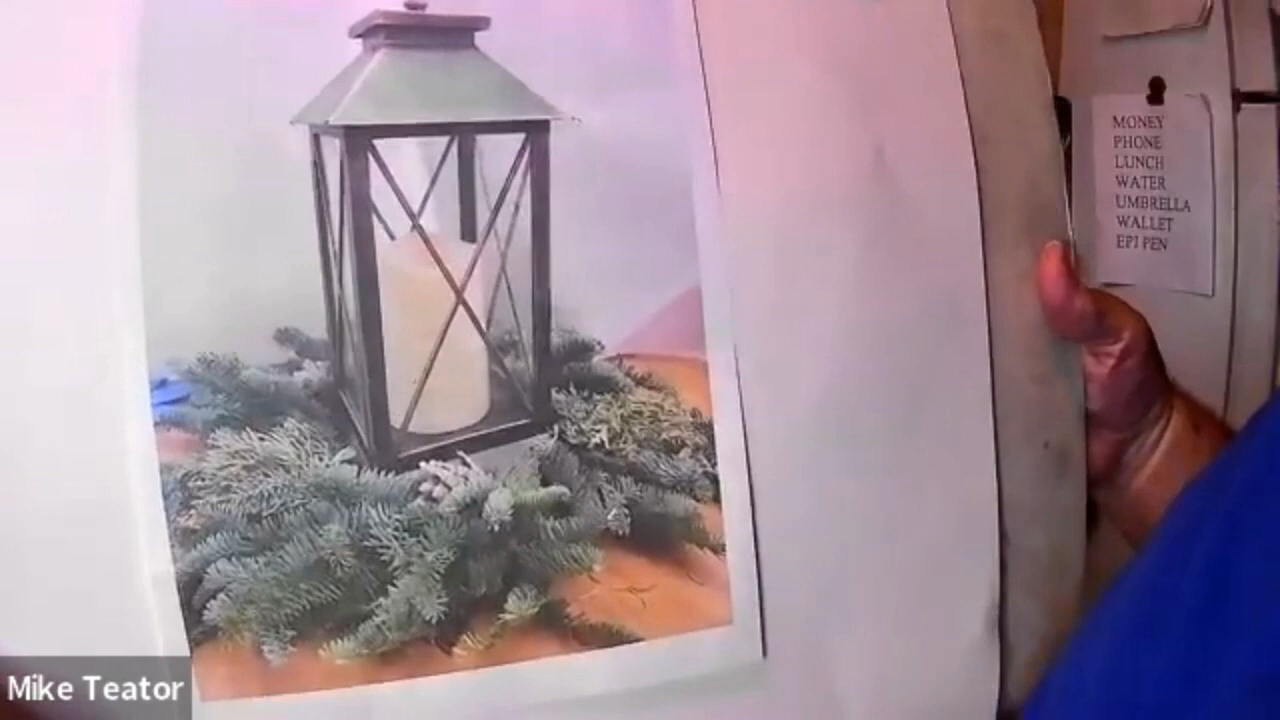 MONEY
PHONE
LUNCH
WATER
UMBRELLA
WALLET
EPI PEN
Mike Teator